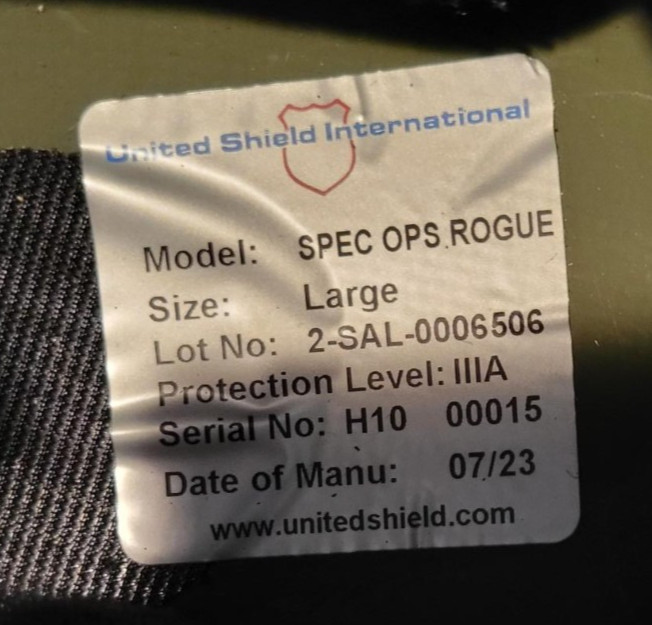 United Shield International
Model: SPEC OPS ROGUE
Size: Large
Lot No: 2-SAL-0006506
Protection Level: IIIA
Serial No: H10 00015
Date of Manu: 07/23
www.unitedshield.com